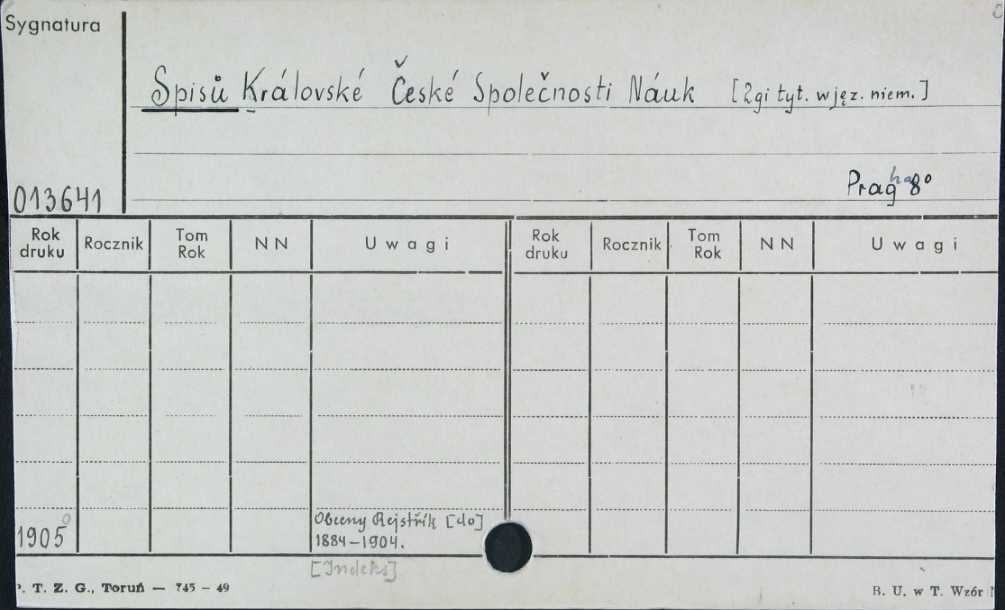 Sygnatura
Spisů Královské České Společnosti Náuk [2gi tyt. w jęz. niem.]
Praha 8°
013641
Rok druku Rocznik Tom Rok NN Uwagi Rok druku Rocznik Tom Rok NN Uwagi
Obecny Rejstřík [do]
1905 1884-1904.
[Indeks]
P. T. Z. G., Toruń — 745 - 49 B. U. w T. Wzór